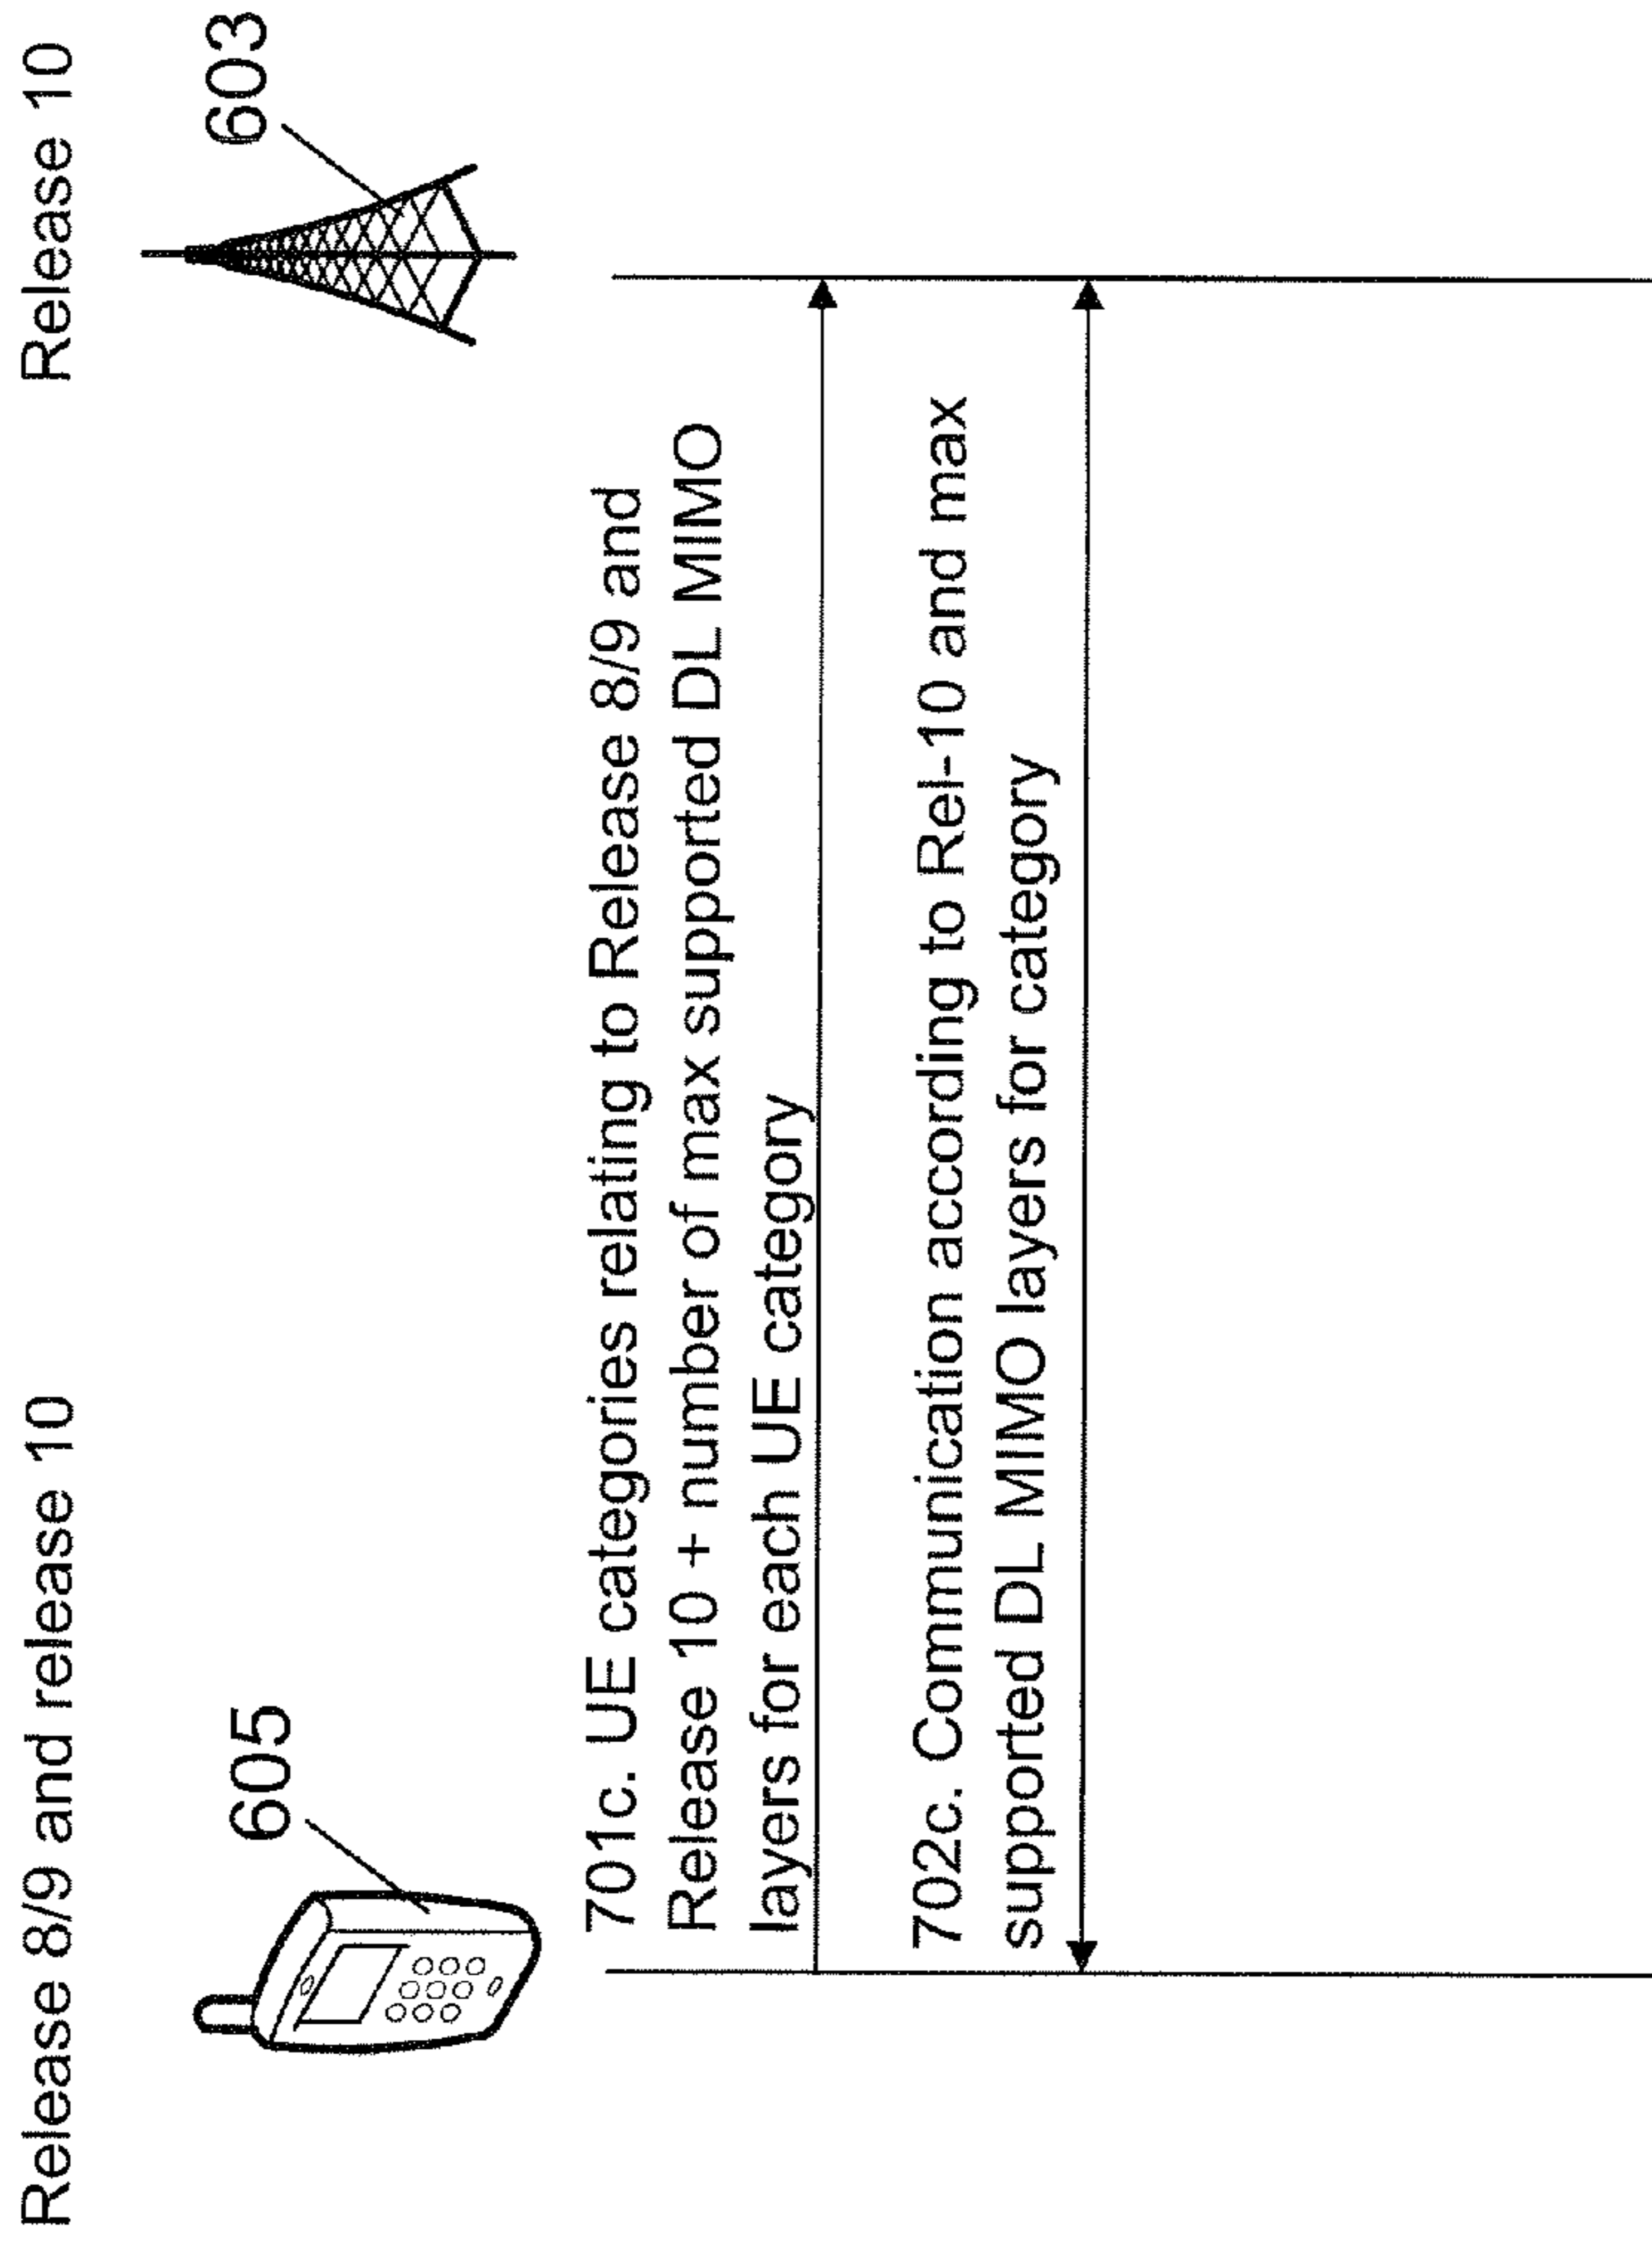 Release 8/9 and release 10
Release 10
605
603
701c. UE categories relating to Release 8/9 and
Release 10 + number of max supported DL MIMO
layers for each UE category
702c. Communication according to Rel-10 and max
supported DL MIMO layers for category